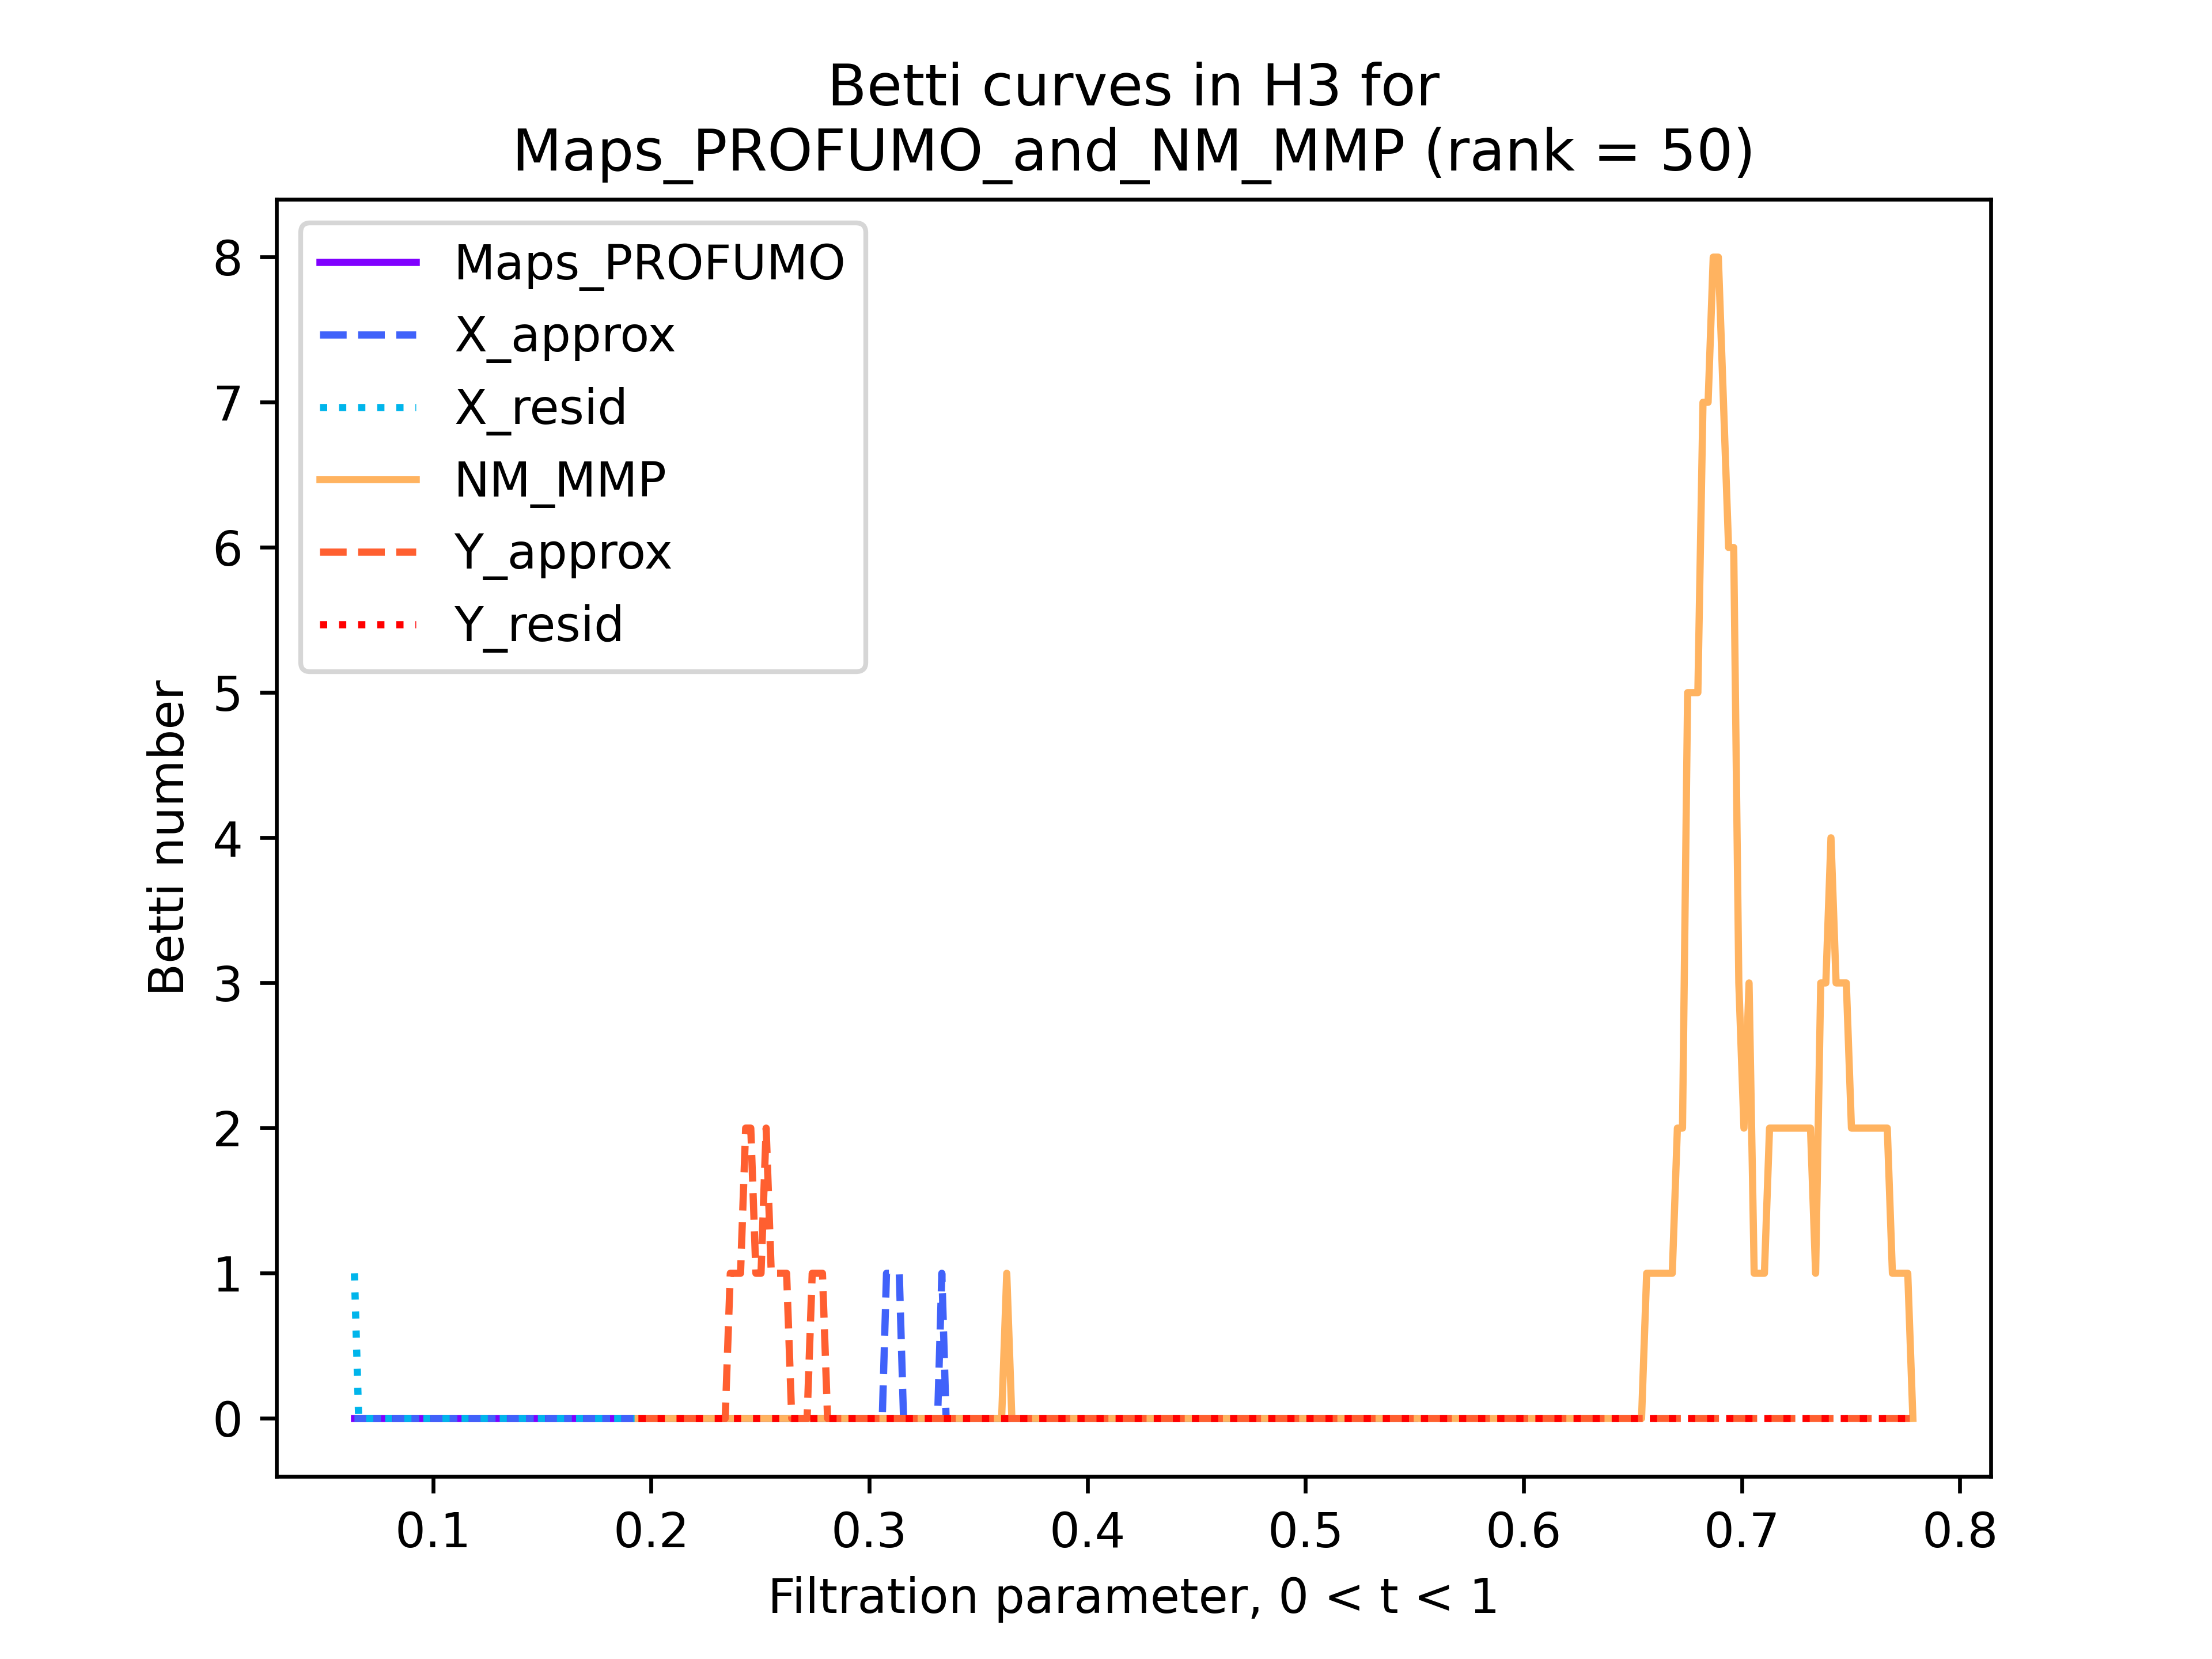 Betti curves in H3 for
Maps_PROFUMO_and_NM_MMP (rank = 50)
Maps_PROFUMO
X_approx
X_resid
NM_MMP
Y_approx
Y_resid
Betti number
8
7
6
5
4
3
2
1
0
0.1 0.2 0.3 0.4 0.5 0.6 0.7 0.8
Filtration parameter, 0 < t < 1